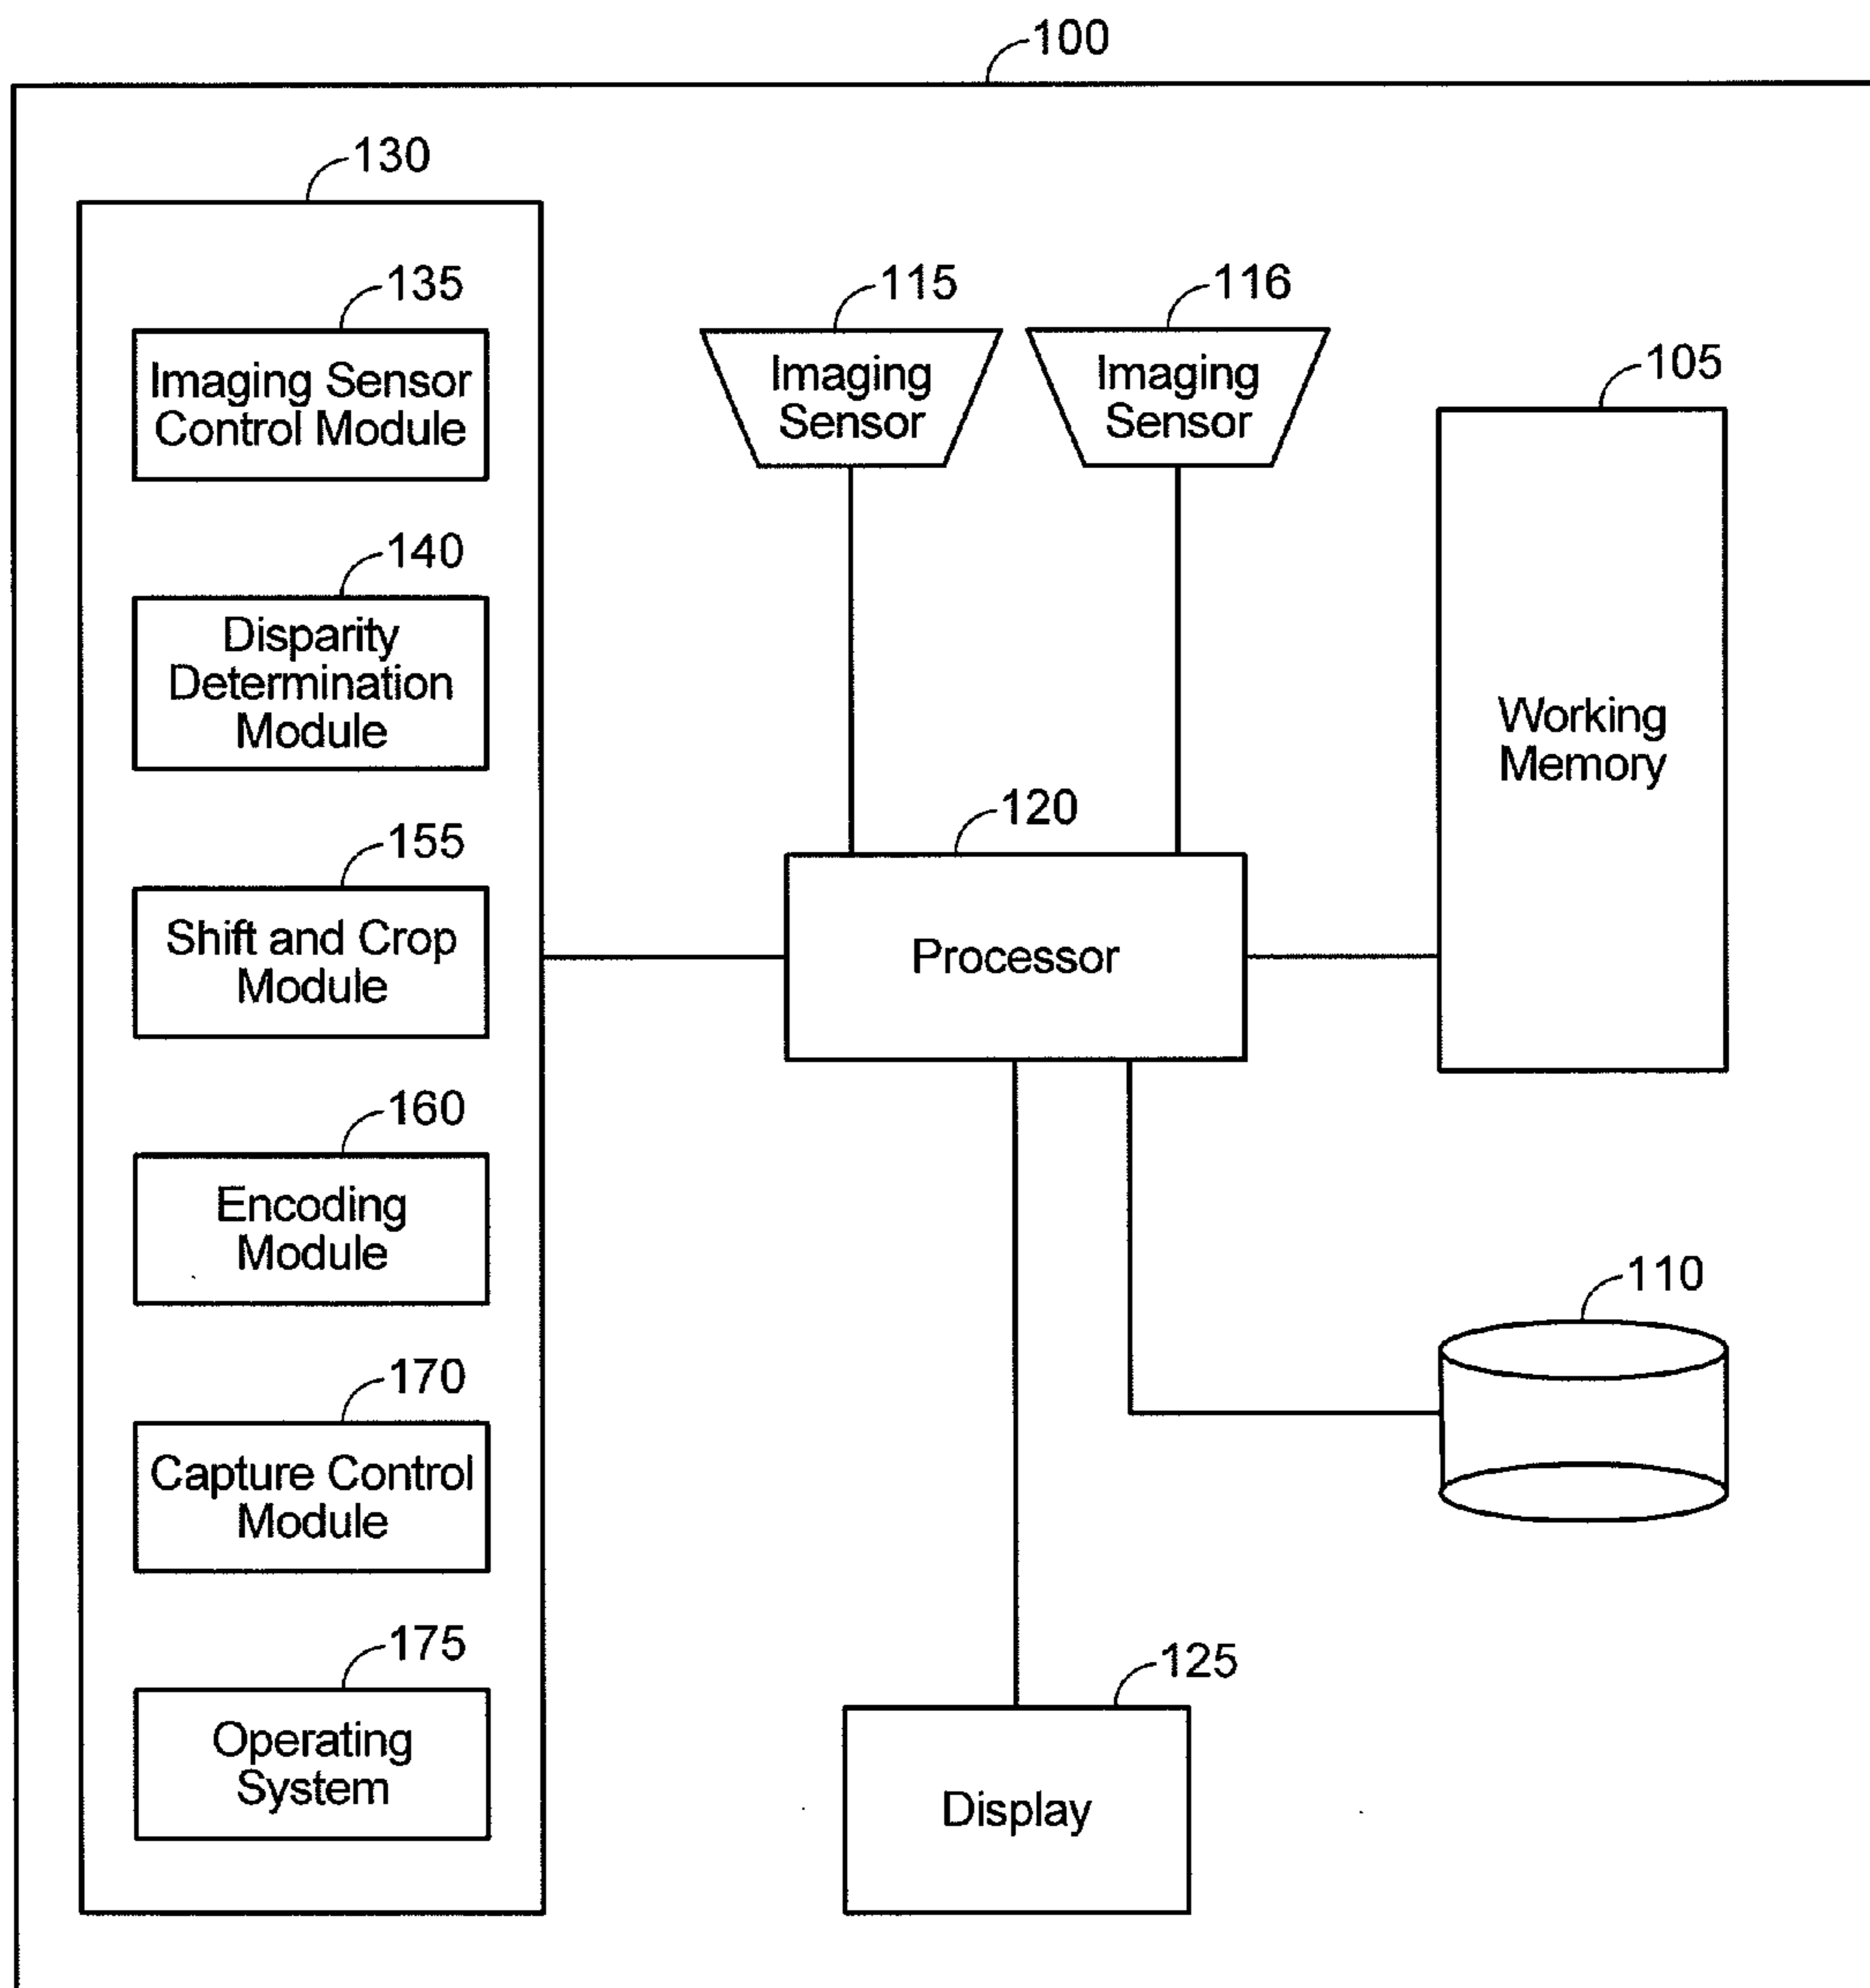 100
130
135
Imaging Sensor
Control Module
140
Disparity
Determination
Module
155
Shift and Crop
Module
160
Encoding
Module
170
Capture Control
Module
175
Operating
System
115
Imaging
Sensor
116
Imaging
Sensor
105
Working
Memory
120
Processor
110
125
Display